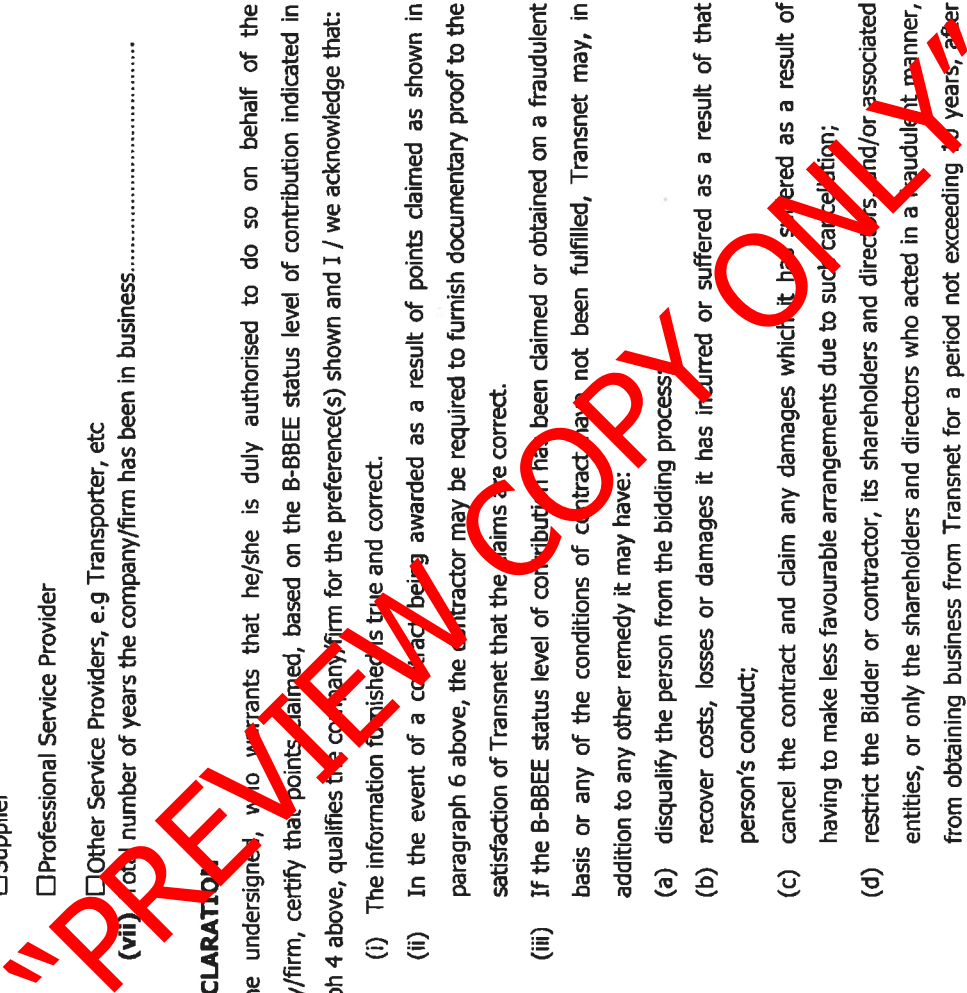 Supplier
☐Professional Service Provider
☐Other Service Providers, e.g Transporter, etc
(vii) Total number of years the company/firm has been in business..............................
CLARATION
ne undersigned, who warrants that he/she is duly authorised to do so on behalf of the
y/firm, certify that points claimed, based on the B-BBEE status level of contribution indicated in
ph 4 above, qualifies the company/firm for the preference(s) shown and I / we acknowledge that:
(i) The information furnished is true and correct.
(ii) In the event of a contract being awarded as a result of points claimed as shown in
paragraph 6 above, the contractor may be required to furnish documentary proof to the
satisfaction of Transnet that the claims are correct.
(iii) If the B-BBEE status level of contribution has been claimed or obtained on a fraudulent
basis or any of the conditions of contract have not been fulfilled, Transnet may, in
addition to any other remedy it may have:
(a) disqualify the person from the bidding process;
(b) recover costs, losses or damages it has incurred or suffered as a result of that
person's conduct;
(c) cancel the contract and claim any damages which it has suffered as a result of
having to make less favourable arrangements due to such cancellation;
(d) restrict the Bidder or contractor, its shareholders and directors, and/or associated
entities, or only the shareholders and directors who acted in a fraudulent manner,
from obtaining business from Transnet for a period not exceeding 10 years, after
"PREVIEW COPY ONLY"